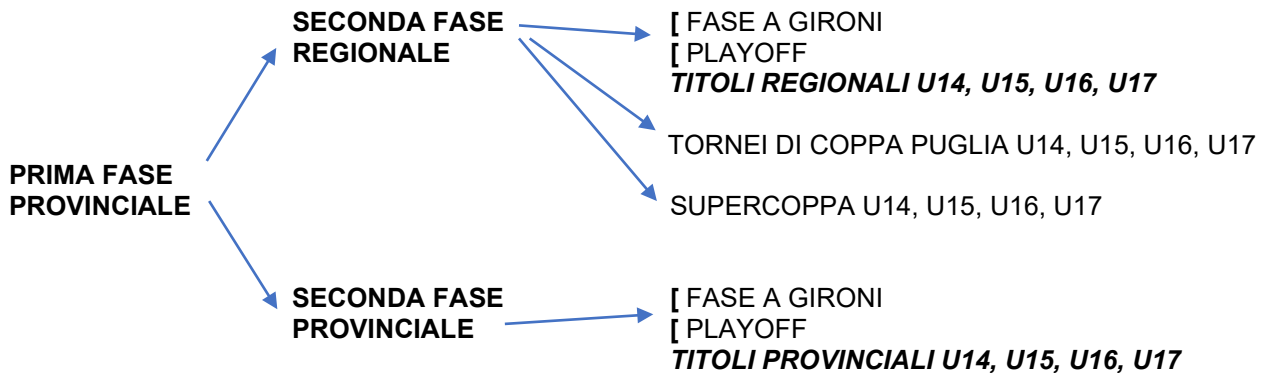 PRIMA FASE
PROVINCIALE
SECONDA FASE
REGIONALE
[ FASE A GIRONI
[ PLAYOFF
TITOLI REGIONALI U14, U15, U16, U17
TORNEI DI COPPA PUGLIA U14, U15, U16, U17
SUPERCOPPA U14, U15, U16, U17
SECONDA FASE
PROVINCIALE
[ FASE A GIRONI
[ PLAYOFF
TITOLI PROVINCIALI U14, U15, U16, U17